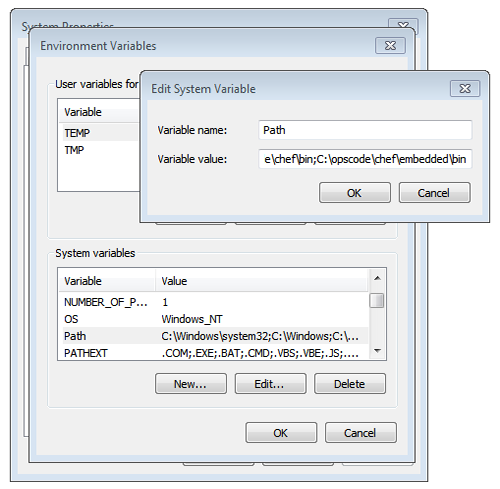 System Properties
Environment Variables
User variables for
Variable
TEMP
TMP
Edit System Variable
Variable name: Path
Variable value: e\chef\bin;C:\opscode\chef\embedded\bin
OK Cancel
System variables
Variable Value
NUMBER_OF_P... 1
OS Windows_NT
Path C:\Windows\system32;C:\Windows;C:\...
PATHEXT .COM;.EXE;.BAT;.CMD;.VBS;.VBE;.JS;....
New... Edit... Delete
OK Cancel